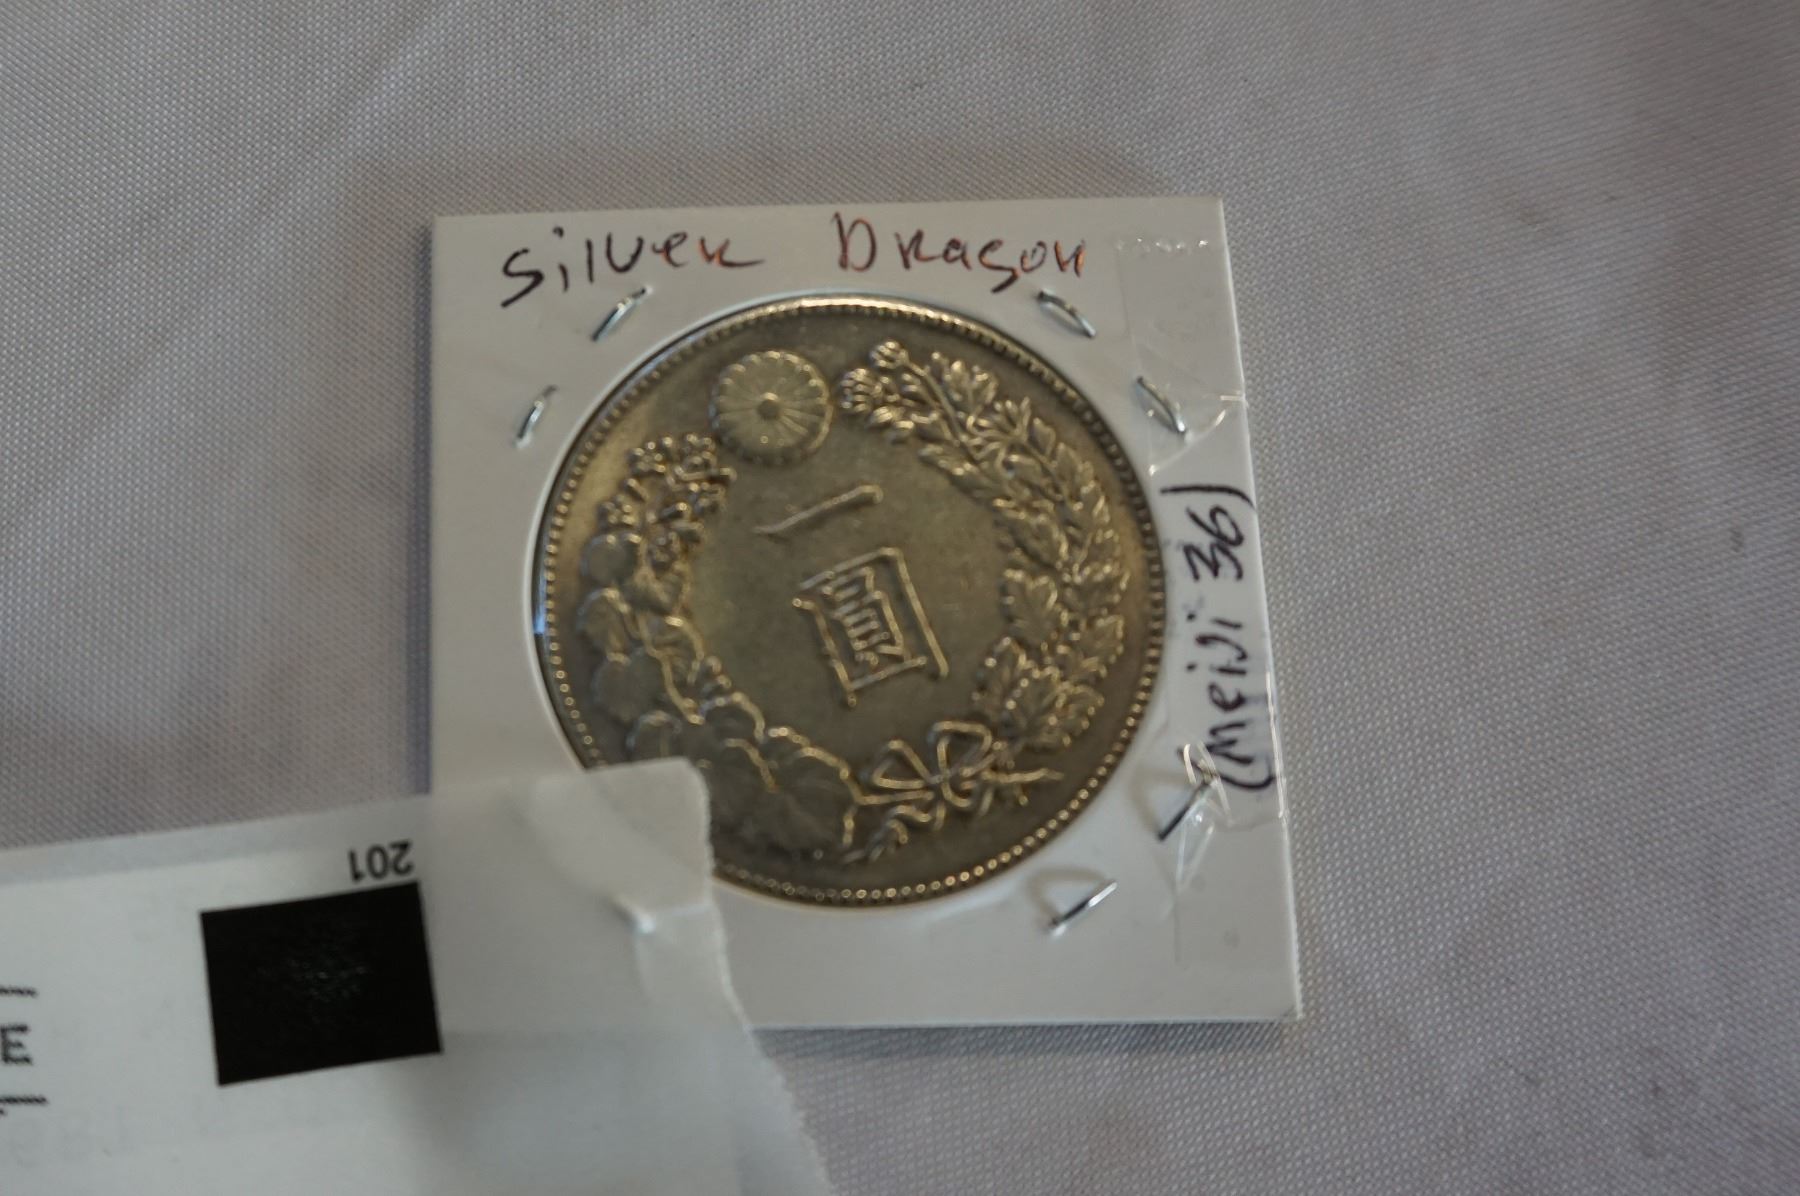 Silver Dragon
(Meiji 36)
一
圓
201
E